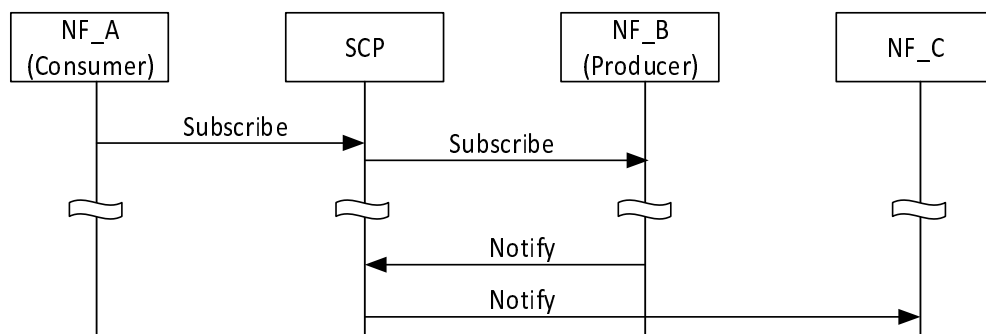 NF_A
(Consumer)
SCP
NF_B
(Producer)
NF_C
Subscribe
Subscribe
Notify
Notify